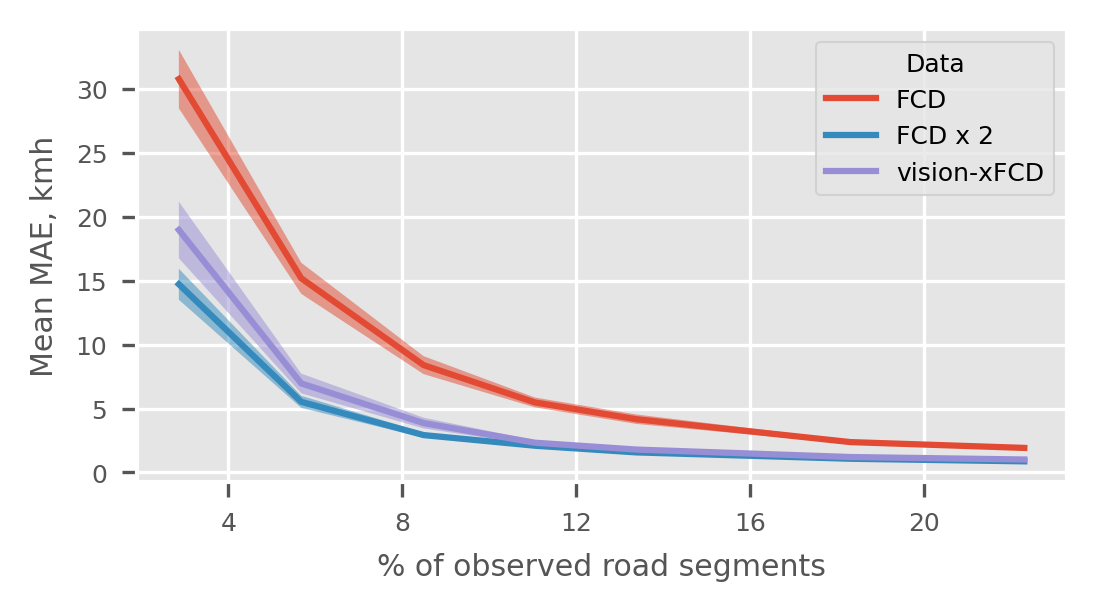 Mean MAE, kmh
30
25
20
15
10
5
0
Data
FCD
FCD x 2
vision-xFCD
4
8
12
16
20
% of observed road segments